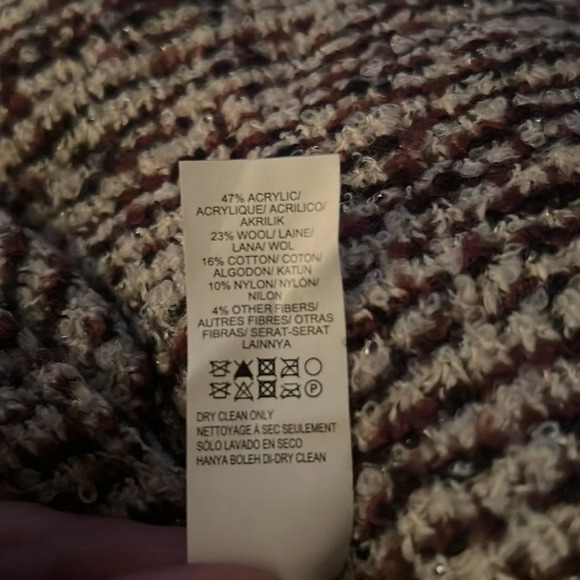 47% ACRYLIC/
ACRYLIQUE/ ACRILICO/
AKRILIK
23% WOOL/ LAINE/
LANA/ WOL
16% COTTON/ COTON/
ALGODON/ KATUN
10% NYLON/ NYLÓN/
NILON
4% OTHER FIBERS/
AUTRES FIBRES/ OTRAS
FIBRAS/ SERAT-SERAT
LAINNYA
P
DRY CLEAN ONLY
NETTOYAGE À SEC SEULEMENT
SÓLO LAVADO EN SECO
HANYA BOLEH DI-DRY CLEAN